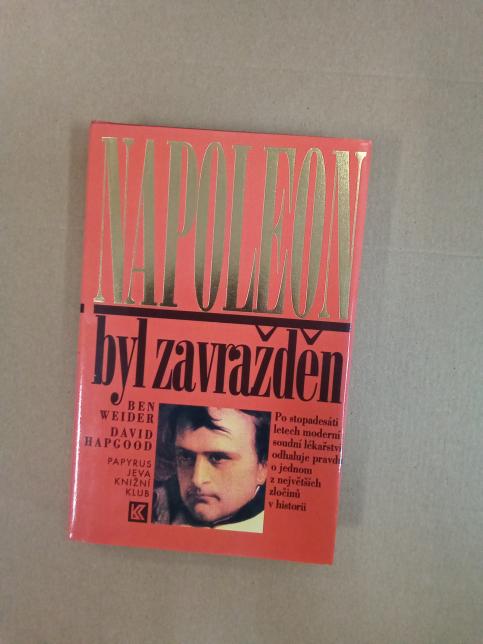 NAPOLEON
byl zavražděn
BEN
WEIDER
DAVID
HAPGOOD
PAPYRUS
JEVA
KNIŽNÍ
KLUB
KK
Po stopadesáti
letech moderní
soudní lékařství
odhaluje pravdu
o jednom
z největších
zločinů
v historii